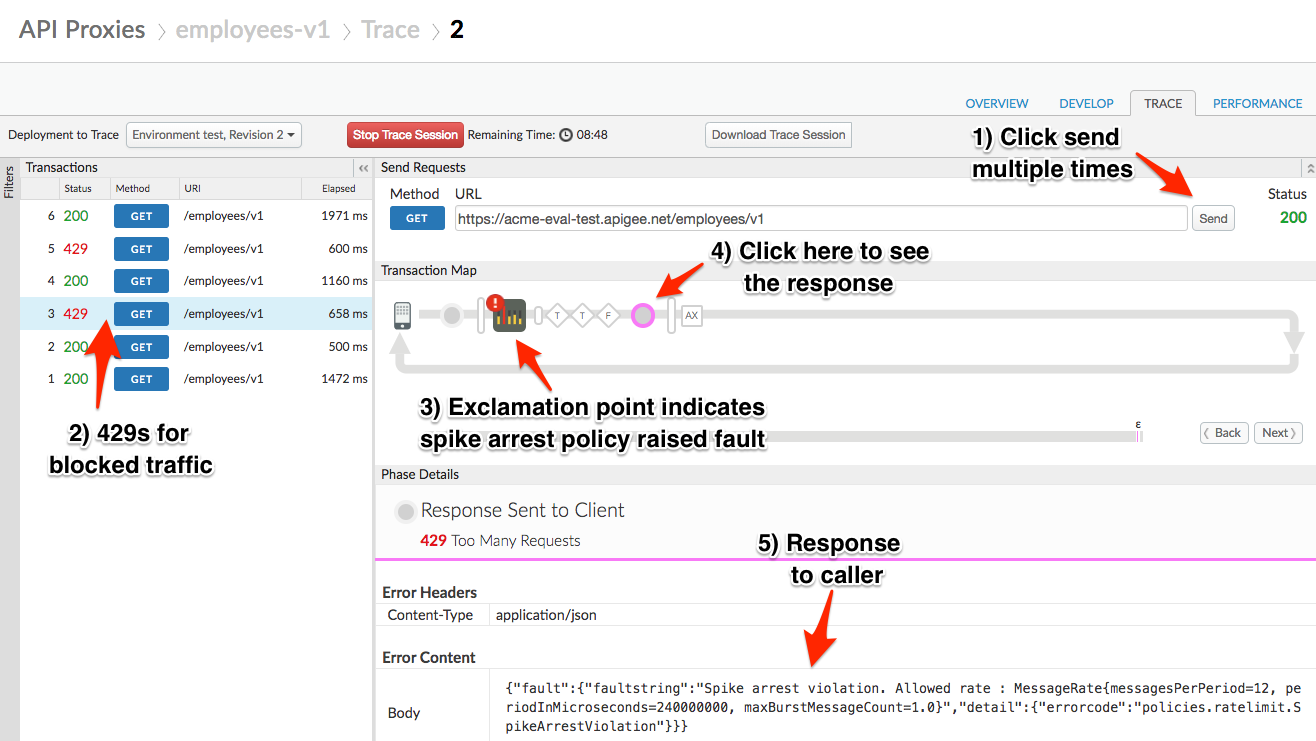 API Proxies > employees-v1 > Trace > 2
OVERVIEW DEVELOP TRACE PERFORMANCE
Deployment to Trace Environment test, Revision 2 Stop Trace Session Remaining Time: 08:48 Download Trace Session
1) Click send
multiple times
Filters
Transactions «
Status Method URI Elapsed
6 200 GET /employees/v1 1971 ms
5 429 GET /employees/v1 600 ms
4 200 GET /employees/v1 1160 ms
3 429 GET /employees/v1 658 ms
2 200 GET /employees/v1 500 ms
1 200 GET /employees/v1 1472 ms
2) 429s for
blocked traffic
Send Requests
Method URL Status
GET https://acme-eval-test.apigee.net/employees/v1 Send 200
4) Click here to see
the response
Transaction Map
! T T F AX
3) Exclamation point indicates
spike arrest policy raised fault
ε
Back Next
Phase Details
Response Sent to Client
429 Too Many Requests
5) Response
to caller
Error Headers
Content-Type application/json
Error Content
Body
{"fault":{"faultstring":"Spike arrest violation. Allowed rate : MessageRate{messagesPerPeriod=12, pe
riodInMicroseconds=240000000, maxBurstMessageCount=1.0}","detail":{"errorcode":"policies.ratelimit.S
pikeArrestViolation"}}}